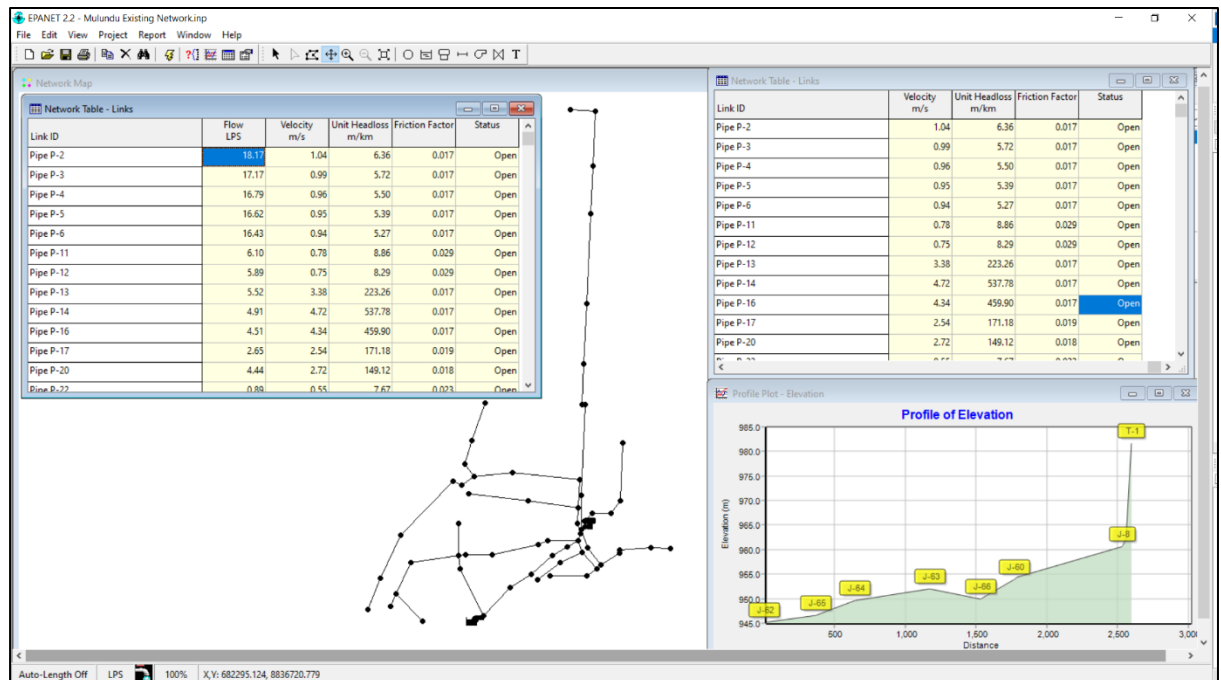 EPANET 2.2 - Mulundu Existing Network.inp
File Edit View Project Report Window Help
T
Network Map
Network Table - Links
Link ID Flow LPS Velocity m/s Unit Headloss m/km Friction Factor Status
Pipe P-2 18.17 1.04 6.36 0.017 Open
Pipe P-3 17.17 0.99 5.72 0.017 Open
Pipe P-4 16.79 0.96 5.50 0.017 Open
Pipe P-5 16.62 0.95 5.39 0.017 Open
Pipe P-6 16.43 0.94 5.27 0.017 Open
Pipe P-11 6.10 0.78 8.86 0.029 Open
Pipe P-12 5.89 0.75 8.29 0.029 Open
Pipe P-13 5.52 3.38 223.26 0.017 Open
Pipe P-14 4.91 4.72 537.78 0.017 Open
Pipe P-16 4.51 4.34 459.90 0.017 Open
Pipe P-17 2.65 2.54 171.18 0.019 Open
Pipe P-20 4.44 2.72 149.12 0.018 Open
Pipe P-22 0.89 0.55 7.67 0.023 Open
Network Table - Links
Link ID Velocity m/s Unit Headloss m/km Friction Factor Status
Pipe P-2 1.04 6.36 0.017 Open
Pipe P-3 0.99 5.72 0.017 Open
Pipe P-4 0.96 5.50 0.017 Open
Pipe P-5 0.95 5.39 0.017 Open
Pipe P-6 0.94 5.27 0.017 Open
Pipe P-11 0.78 8.86 0.029 Open
Pipe P-12 0.75 8.29 0.029 Open
Pipe P-13 3.38 223.26 0.017 Open
Pipe P-14 4.72 537.78 0.017 Open
Pipe P-16 4.34 459.90 0.017 Open
Pipe P-17 2.54 171.18 0.019 Open
Pipe P-20 2.72 149.12 0.018 Open
Profile Plot - Elevation
Profile of Elevation
985.0
T-1
980.0
975.0
970.0
965.0
J-8
960.0
J-60
955.0
J-63
J-66
J-64
950.0
J-65
J-62
945.0
Elevation (m)
500 1,000 1,500 2,000 2,500 3,00
Distance
Auto-Length Off LPS 100% X,Y: 682295.124, 8836720.779